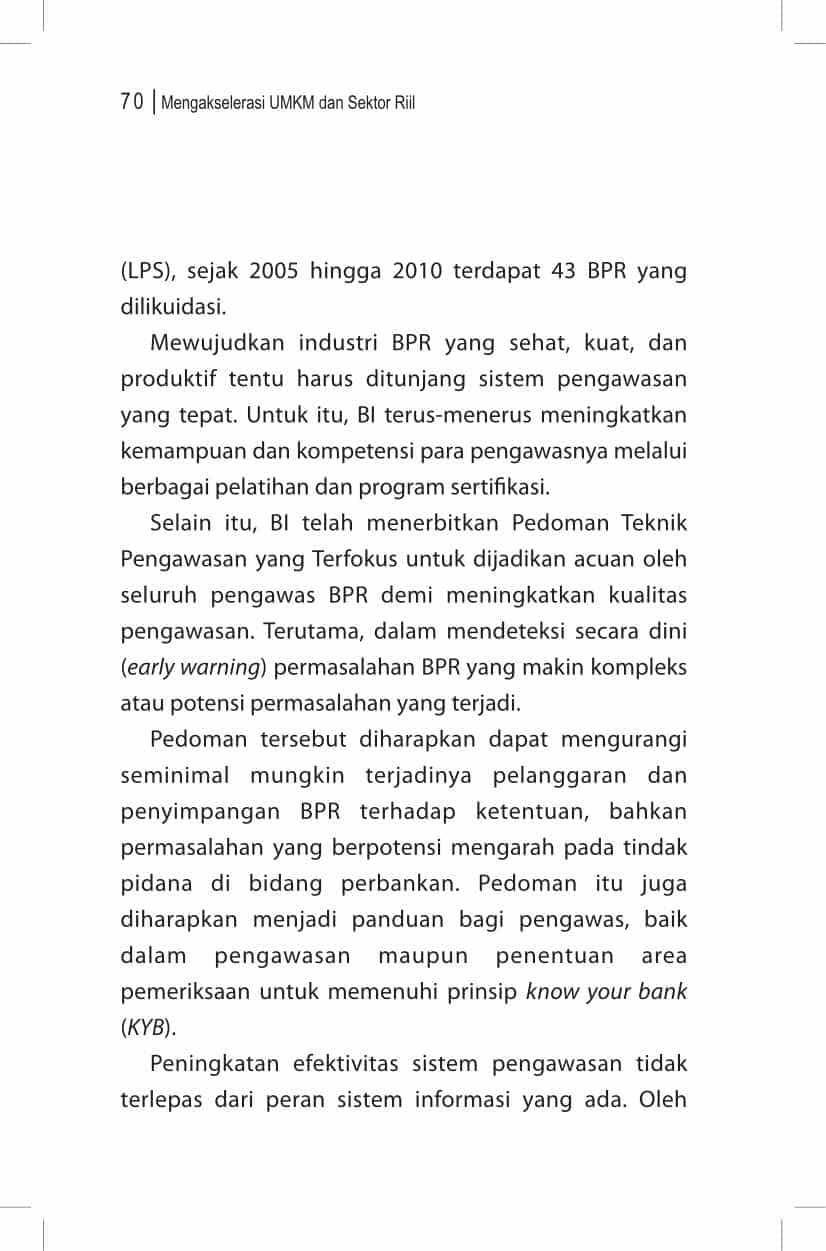 70 | Mengakselerasi UMKM dan Sektor Riil
(LPS), sejak 2005 hingga 2010 terdapat 43 BPR yang
dilikuidasi.
Mewujudkan industri BPR yang sehat, kuat, dan
produktif tentu harus ditunjang sistem pengawasan
yang tepat. Untuk itu, BI terus-menerus meningkatkan
kemampuan dan kompetensi para pengawasnya melalui
berbagai pelatihan dan program sertifikasi.
Selain itu, BI telah menerbitkan Pedoman Teknik
Pengawasan yang Terfokus untuk dijadikan acuan oleh
seluruh pengawas BPR demi meningkatkan kualitas
pengawasan. Terutama, dalam mendeteksi secara dini
(early warning) permasalahan BPR yang makin kompleks
atau potensi permasalahan yang terjadi.
Pedoman tersebut diharapkan dapat mengurangi
seminimal mungkin terjadinya pelanggaran dan
penyimpangan BPR terhadap ketentuan, bahkan
permasalahan yang berpotensi mengarah pada tindak
pidana di bidang perbankan. Pedoman itu juga
diharapkan menjadi panduan bagi pengawas, baik
dalam pengawasan maupun penentuan area
pemeriksaan untuk memenuhi prinsip know your bank
(KYB).
Peningkatan efektivitas sistem pengawasan tidak
terlepas dari peran sistem informasi yang ada. Oleh